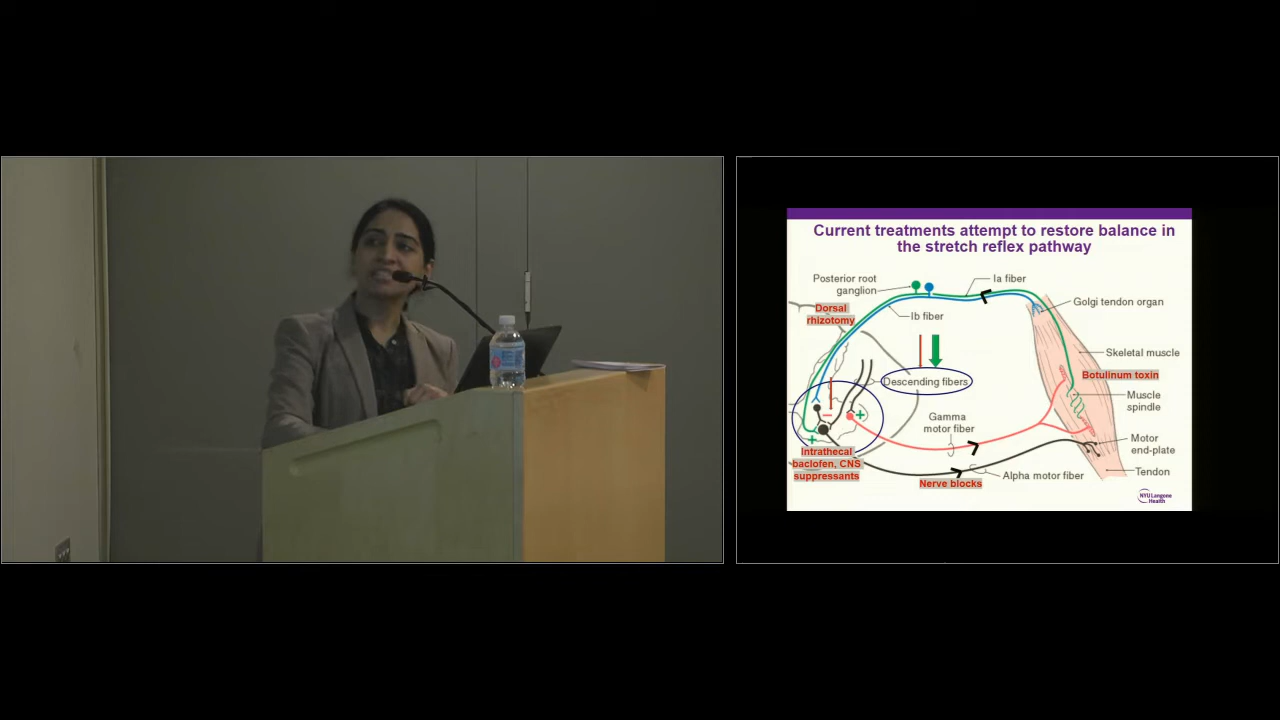 Current treatments attempt to restore balance in
the stretch reflex pathway
Posterior root
ganglion
Ia fiber
Golgi tendon organ
Dorsal
rhizotomy
Ib fiber
Skeletal muscle
Botulinum toxin
Descending fibers
Muscle
spindle
Gamma
motor fiber
Motor
end-plate
Intrathecal
baclofen, CNS
suppressants
Nerve blocks
Alpha motor fiber
Tendon
NYU Langone
Health